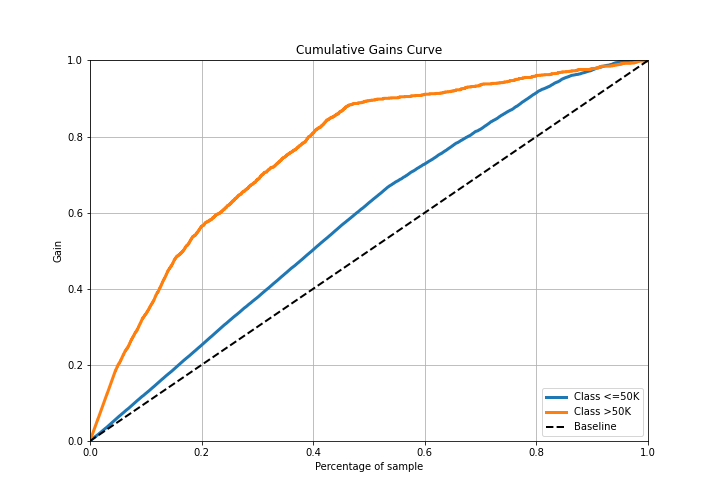 Cumulative Gains Curve
1.0
0.8
0.6
0.4
0.2
0.0
Gain
0.0 0.2 0.4 0.6 0.8 1.0
Percentage of sample
Class <=50K
Class >50K
Baseline